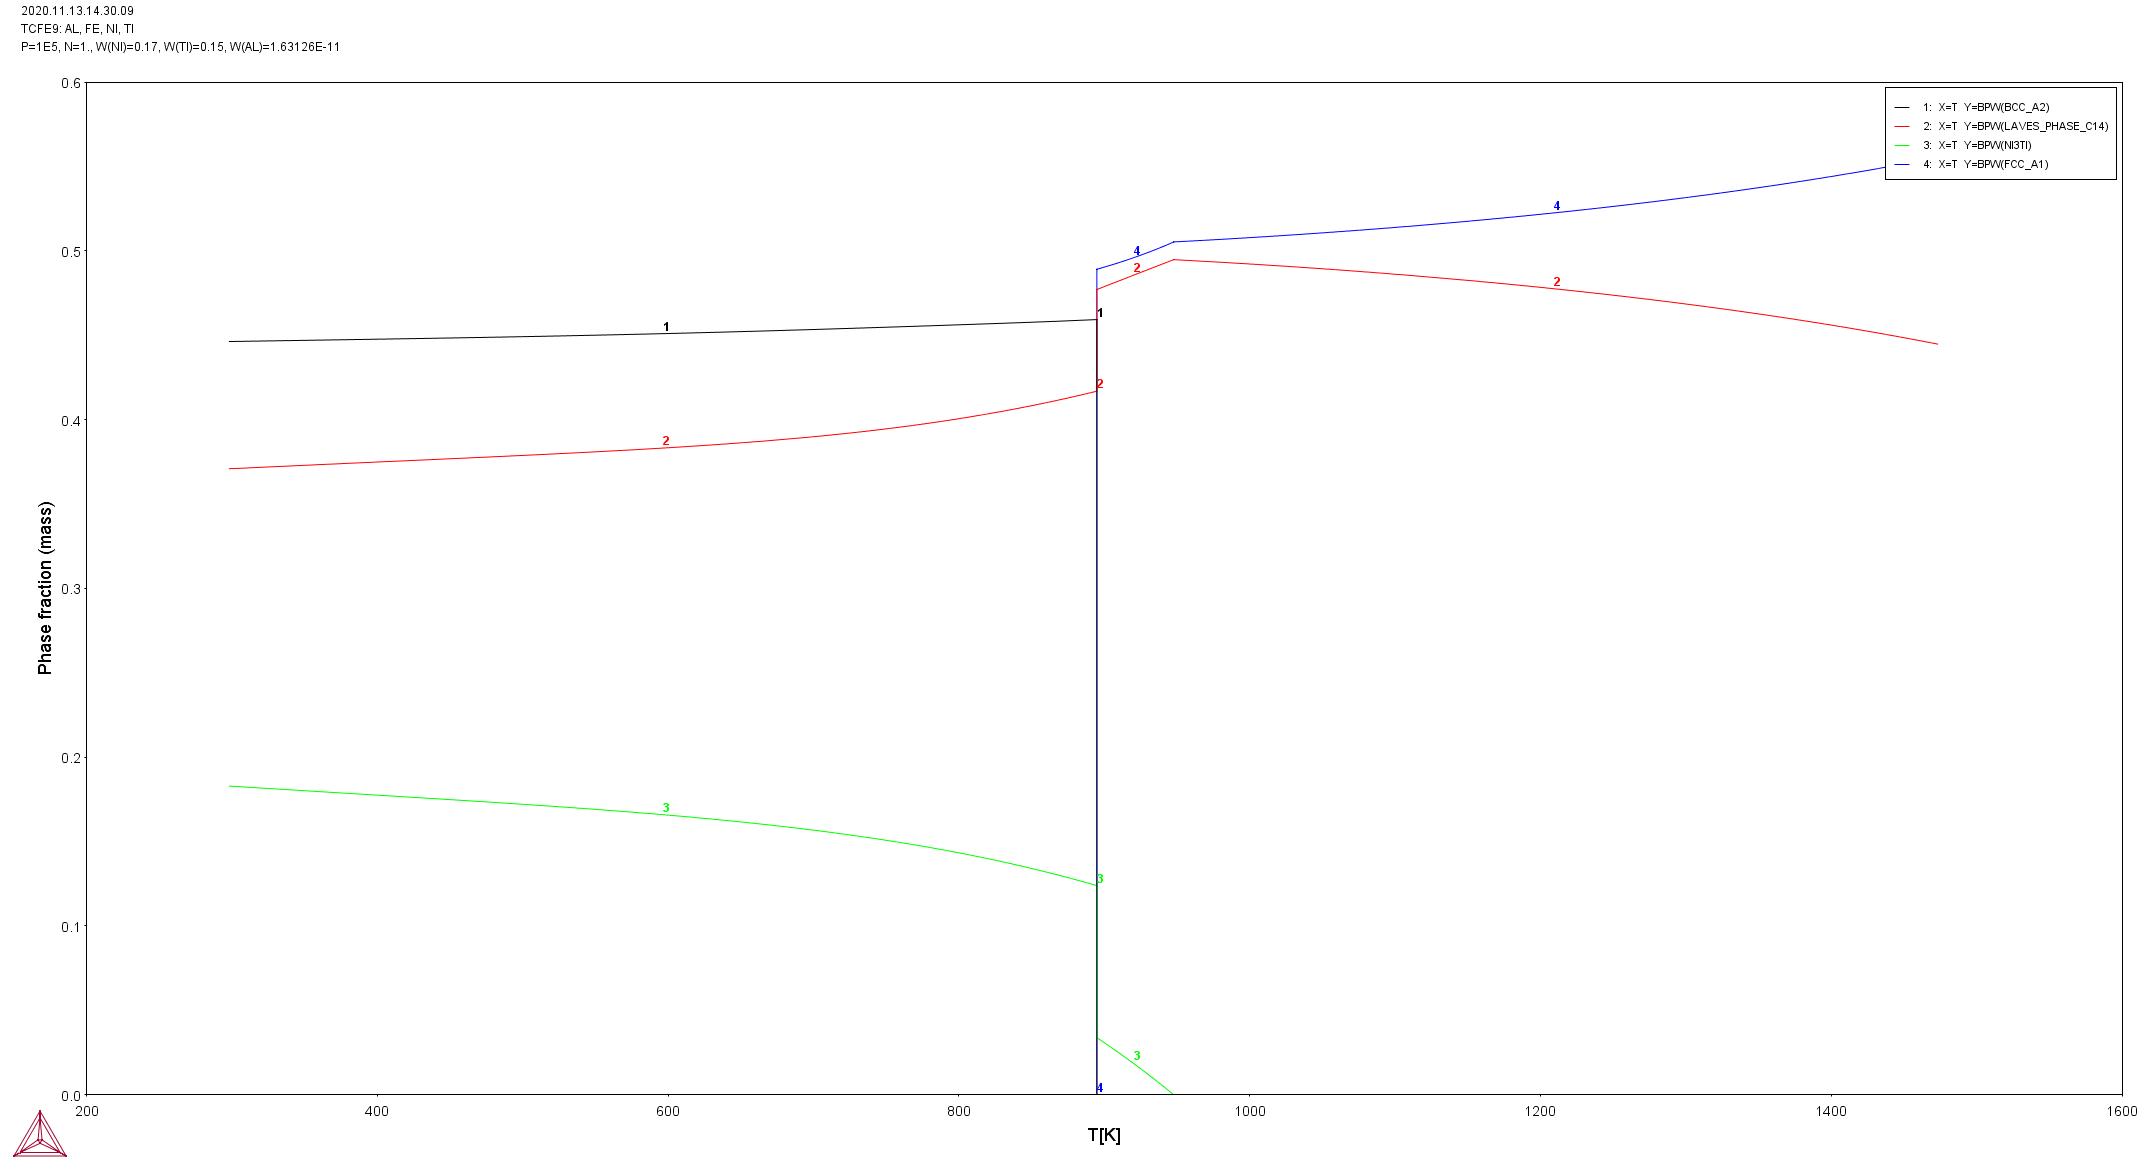 2020.11.13.14.30.09
TCFE9: AL, FE, NI, TI
P=1E5, N=1., W(NI)=0.17, W(TI)=0.15, W(AL)=1.63126E-11
1: X=T Y=BPW(BCC_A2)
2: X=T Y=BPW(LAVES_PHASE_C14)
3: X=T Y=BPW(NI3TI)
4: X=T Y=BPW(FCC_A1)
0.6
0.5
0.4
0.3
0.2
0.1
0.0
Phase fraction (mass)
4
4
2
2
1
1
2
2
3
3
3
4
200 400 600 800 1000 1200 1400 1600
T[K]